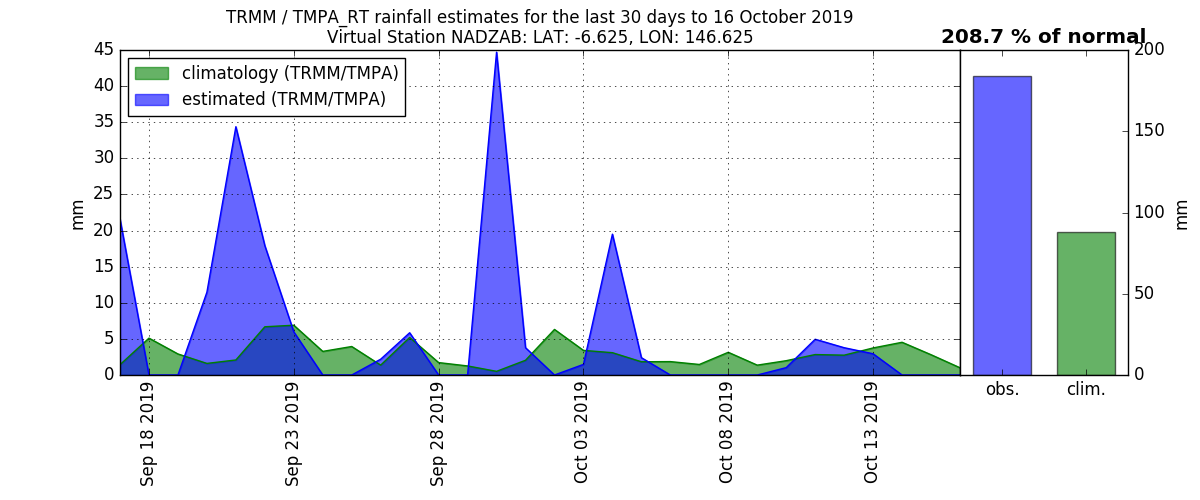 TRMM / TMPA_RT rainfall estimates for the last 30 days to 16 October 2019
Virtual Station NADZAB: LAT: -6.625, LON: 146.625
208.7 % of normal
climatology (TRMM/TMPA)
estimated (TRMM/TMPA)
mm
45
40
35
30
25
20
15
10
5
0
Sep 18 2019
Sep 23 2019
Sep 28 2019
Oct 03 2019
Oct 08 2019
Oct 13 2019
200
150
100
50
0
mm
obs.
clim.